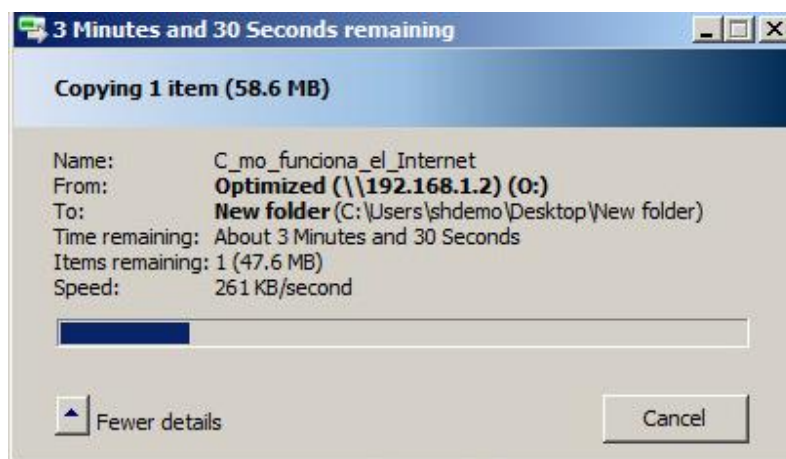 3 Minutes and 30 Seconds remaining
Copying 1 item (58.6 MB)
Name: C_mo_funciona_el_Internet
From: Optimized (\\192.168.1.2) (O:)
To: New folder (C:\Users\shdemo\Desktop\New folder)
Time remaining: About 3 Minutes and 30 Seconds
Items remaining: 1 (47.6 MB)
Speed: 261 KB/second
Fewer details
Cancel